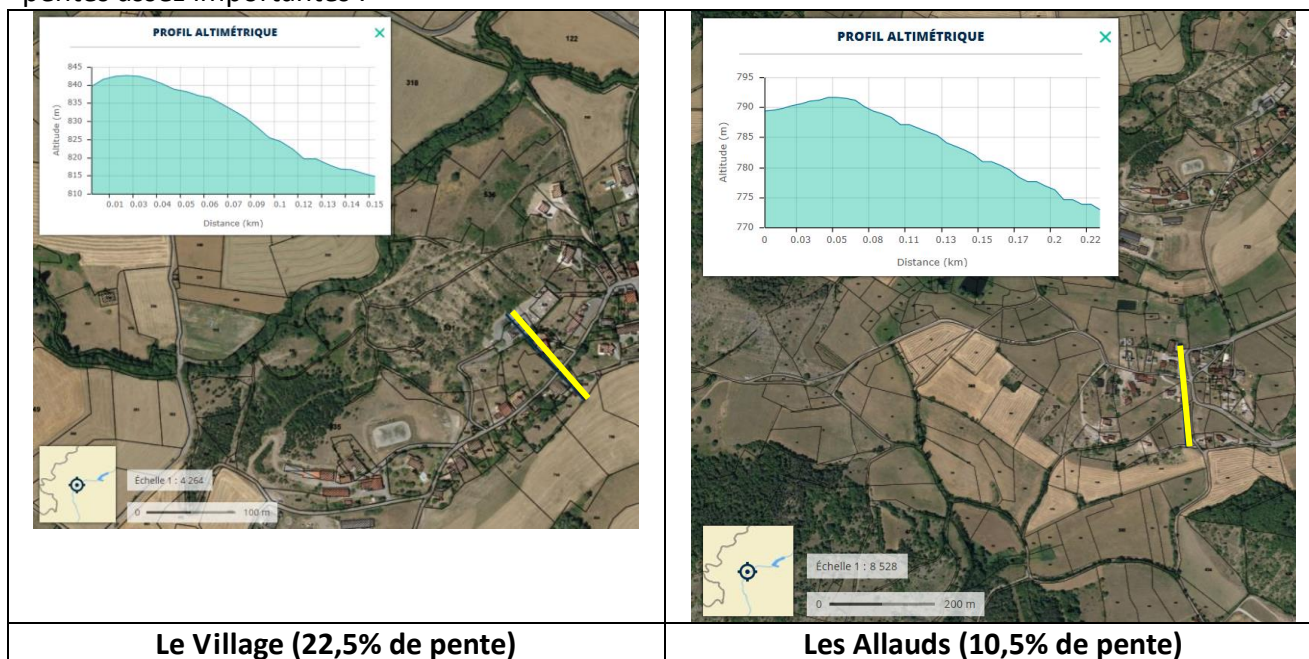 pentes assez importantes :
PROFIL ALTIMÉTRIQUE
845
840
835
830
825
820
815
810
Altitude (m)
0.01 0.03 0.04 0.05 0.06 0.07 0.09 0.1 0.12 0.13 0.14 0.15
Distance (km)
122
318
536
535
Échelle 1 : 4 264
0 100 m
PROFIL ALTIMÉTRIQUE
795
790
785
780
775
770
Altitude (m)
0 0.03 0.05 0.08 0.11 0.13 0.15 0.17 0.2 0.22
Distance (km)
Échelle 1 : 8 528
0 200 m
Le Village (22,5% de pente)
Les Allauds (10,5% de pente)